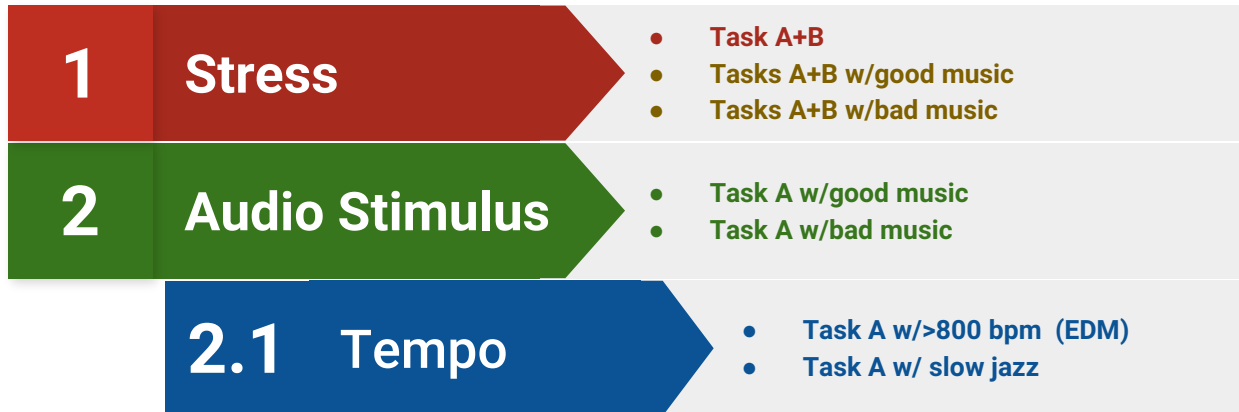 1 Stress
● Task A+B
● Tasks A+B w/good music
● Tasks A+B w/bad music
2 Audio Stimulus
● Task A w/good music
● Task A w/bad music
2.1 Tempo
● Task A w/>800 bpm (EDM)
● Task A w/ slow jazz